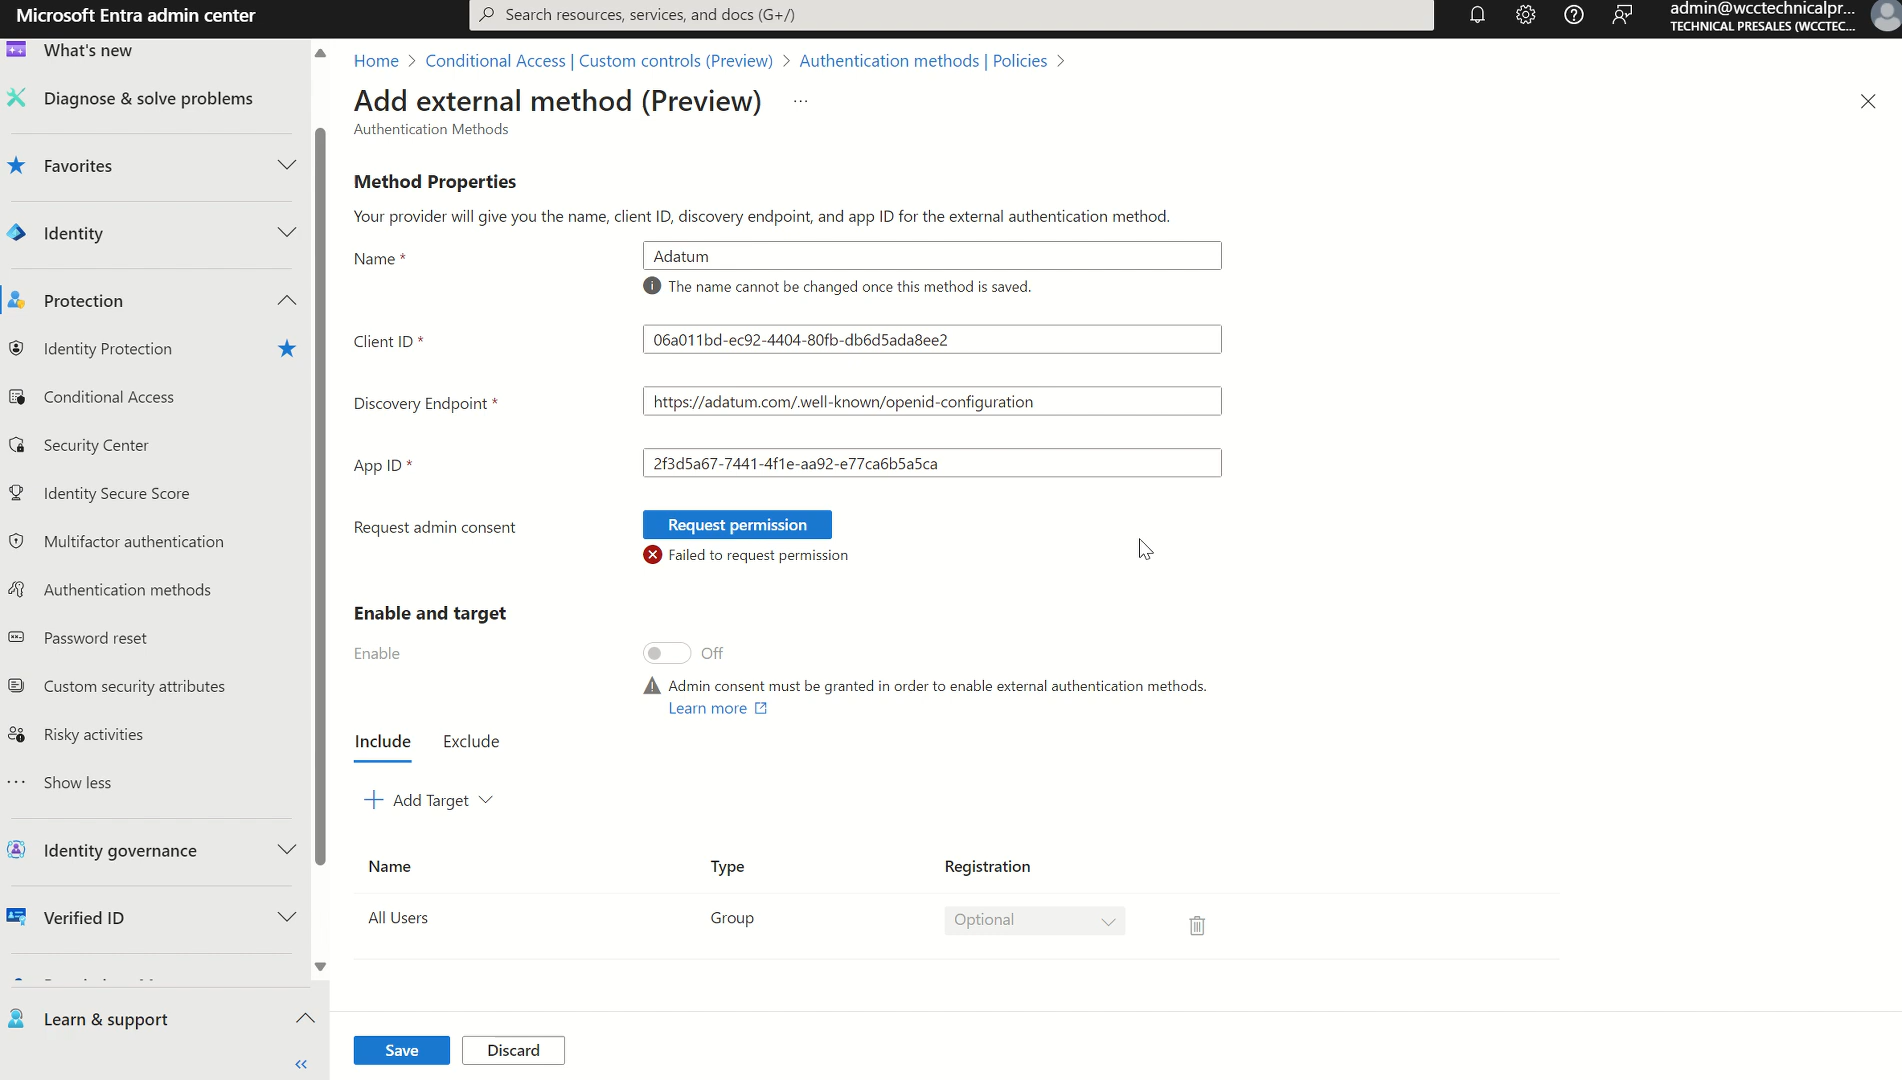 Microsoft Entra admin center
Search resources, services, and docs (G+/)
admin@wcctechnicalpr...
TECHNICAL PRESALES (WCCTEC...
What's new
Diagnose & solve problems
Favorites
Identity
Protection
Identity Protection
Conditional Access
Security Center
Identity Secure Score
Multifactor authentication
Authentication methods
Password reset
Custom security attributes
Risky activities
Show less
Identity governance
Verified ID
Learn & support
Home > Conditional Access | Custom controls (Preview) > Authentication methods | Policies >
Add external method (Preview) ...
Authentication Methods
Method Properties
Your provider will give you the name, client ID, discovery endpoint, and app ID for the external authentication method.
Name *
Adatum
The name cannot be changed once this method is saved.
Client ID *
06a011bd-ec92-4404-80fb-db6d5ada8ee2
Discovery Endpoint *
https://adatum.com/.well-known/openid-configuration
App ID *
2f3d5a67-7441-4f1e-aa92-e77ca6b5a5ca
Request admin consent
Request permission
Failed to request permission
Enable and target
Enable
Off
Admin consent must be granted in order to enable external authentication methods.
Learn more
Include
Exclude
Add Target
Name
Type
Registration
All Users
Group
Optional
Save
Discard